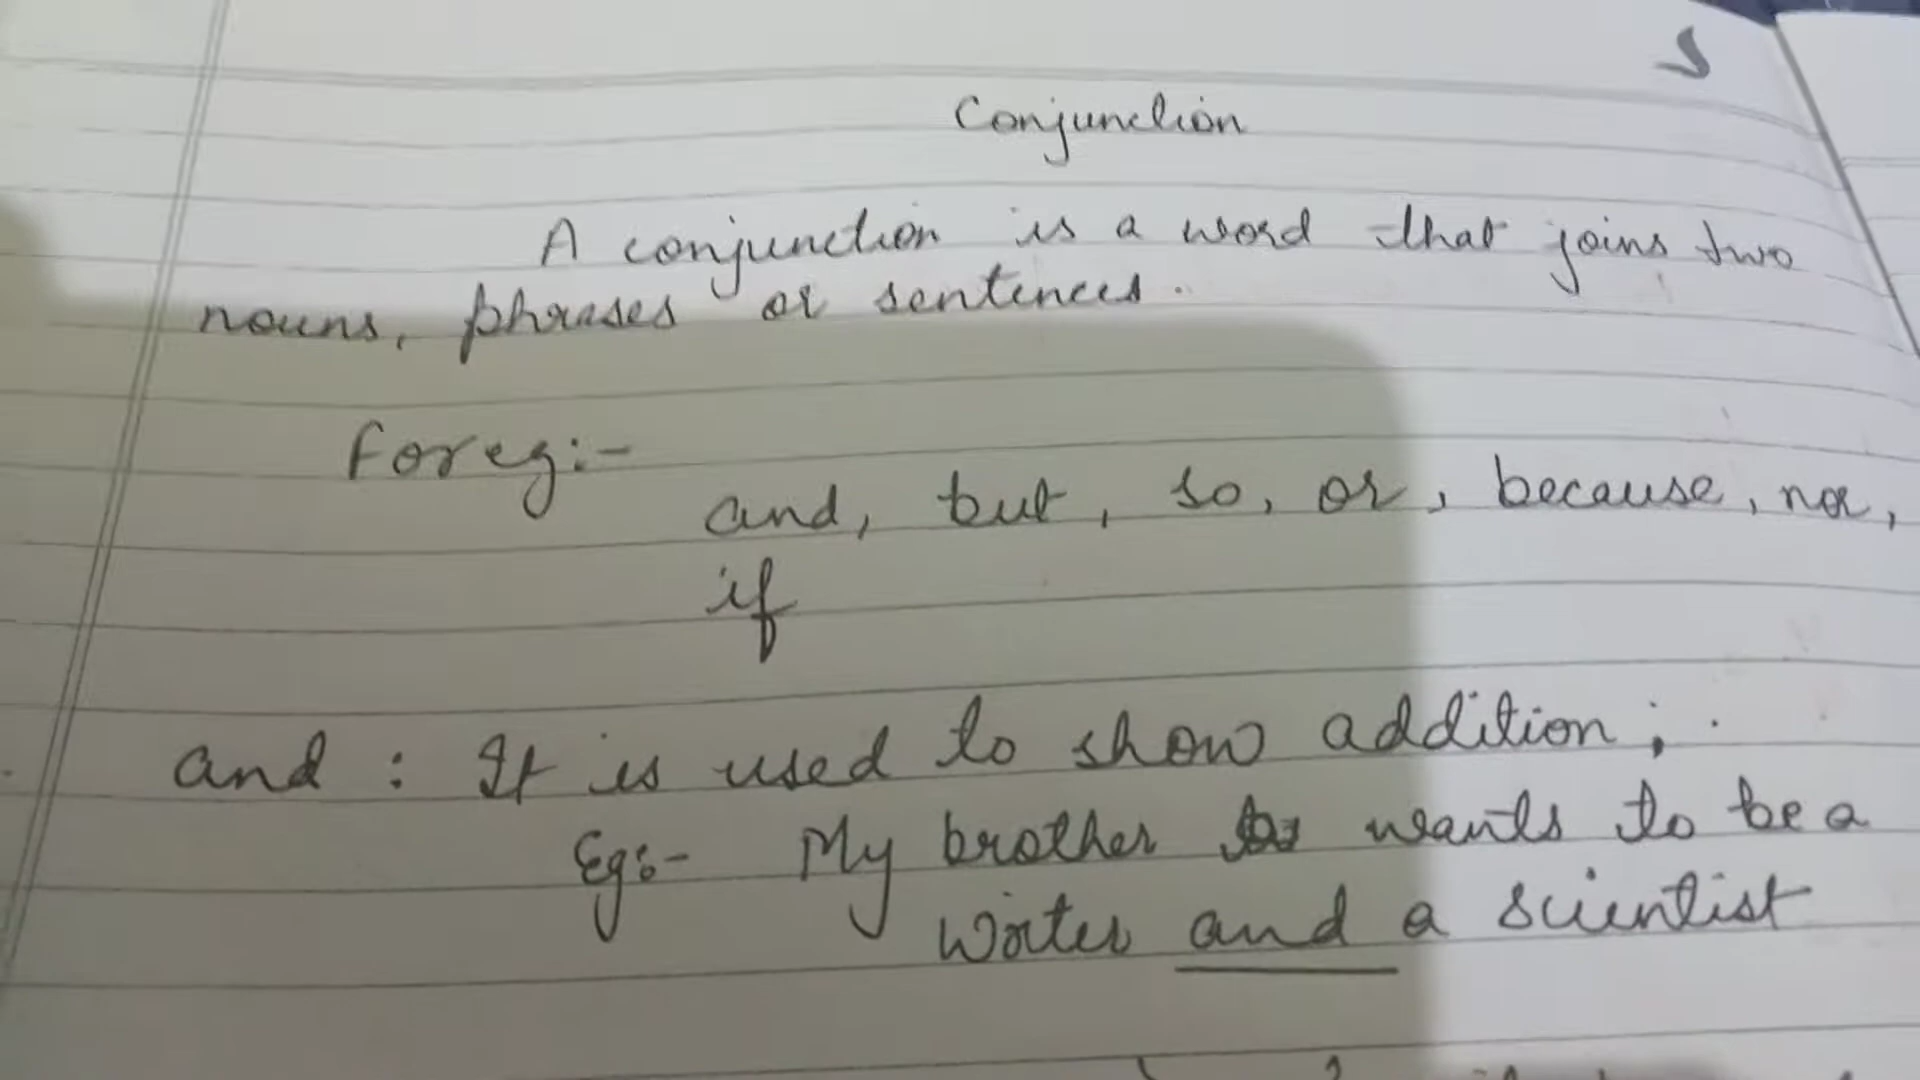 Conjunction
A conjunction is a word that joins two
nouns, phrases or sentences.
For eg:-
and, but, so, or, because, nor,
if
and : It is used to show addition;.
Eg:- My brother wants to be a
writer and a scientist